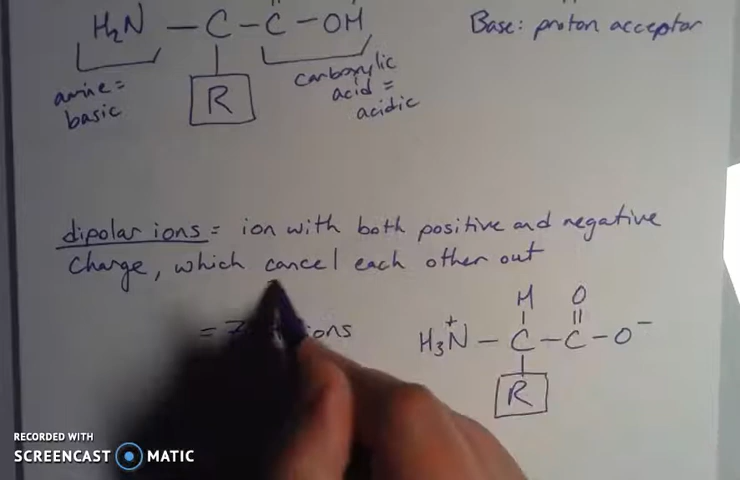 H₂N — C — C — OH
Base: proton acceptor
amine =
basic
R
carboxylic
acid =
acidic
dipolar ions = ion with both positive and negative
charge, which cancel each other out
= ions
H O
H₃N⁺ — C — C — O⁻
R
RECORDED WITH
SCREENCAST MATIC